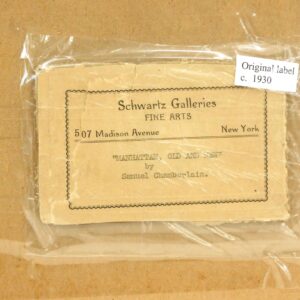 Original label
c. 1930
Schwartz Galleries
FINE ARTS
507 Madison Avenue New York
"MANHATTAN, OLD AND NEW"
by
Samuel Chamberlain.